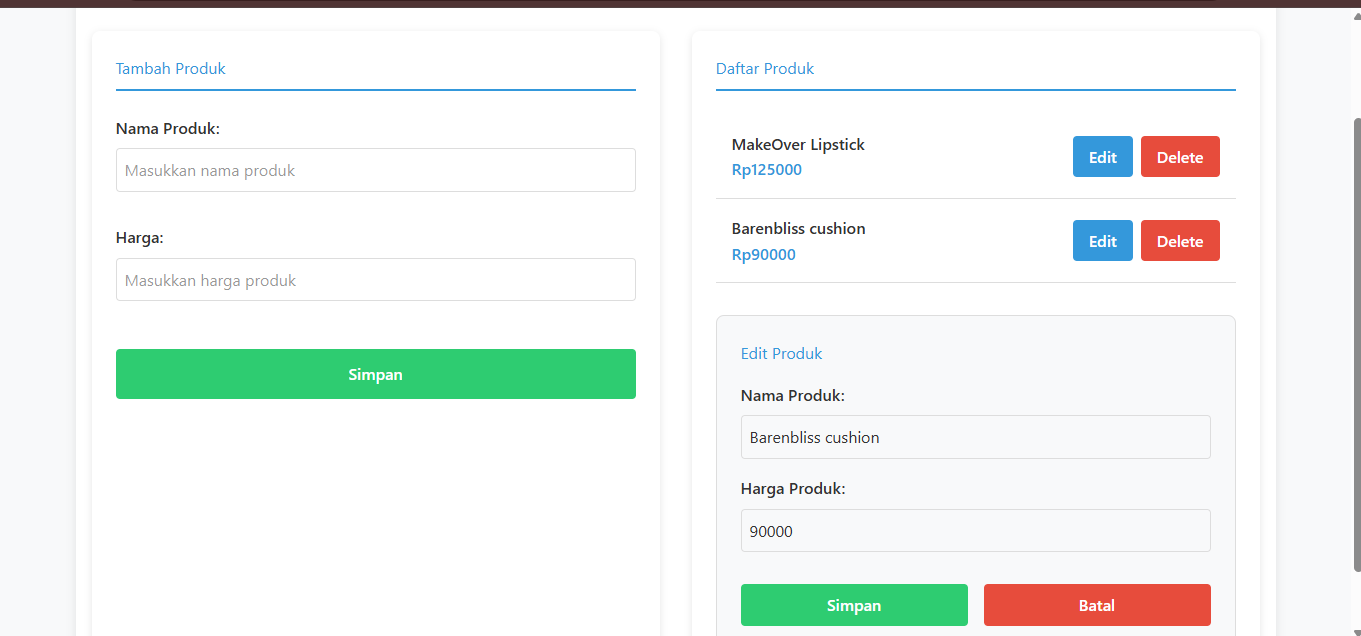 Tambah Produk
Nama Produk:
Masukkan nama produk
Harga:
Masukkan harga produk
Simpan
Daftar Produk
MakeOver Lipstick
Rp125000
Edit
Delete
Barenbliss cushion
Rp90000
Edit
Delete
Edit Produk
Nama Produk:
Barenbliss cushion
Harga Produk:
90000
Simpan
Batal